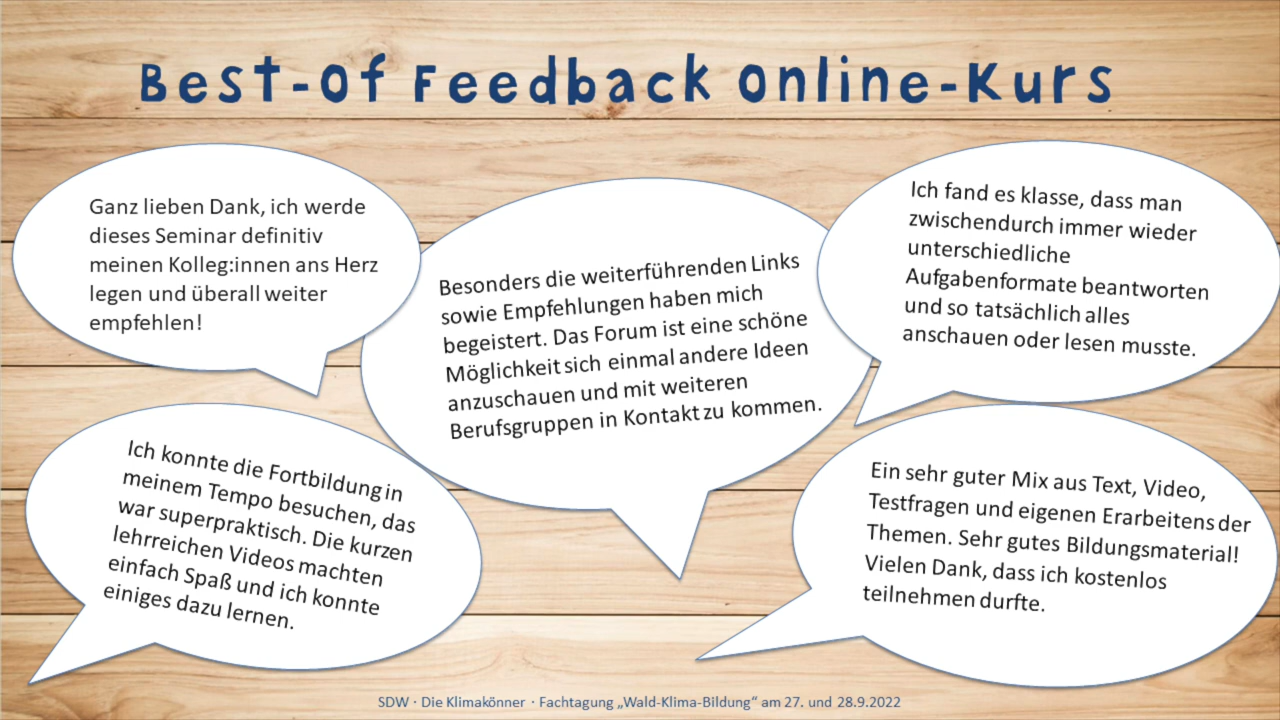 Best-Of Feedback Online-Kurs
Ganz lieben Dank, ich werde
dieses Seminar definitiv
meinen Kolleg:innen ans Herz
legen und überall weiter
empfehlen!
Besonders die weiterführenden Links
sowie Empfehlungen haben mich
begeistert. Das Forum ist eine schöne
Möglichkeit sich einmal andere Ideen
anzuschauen und mit weiteren
Berufsgruppen in Kontakt zu kommen.
Ich fand es klasse, dass man
zwischendurch immer wieder
unterschiedliche
Aufgabenformate beantworten
und so tatsächlich alles
anschauen oder lesen musste.
Ich konnte die Fortbildung in
meinem Tempo besuchen, das
war superpraktisch. Die kurzen
lehrreichen Videos machten
einfach Spaß und ich konnte
einiges dazu lernen.
Ein sehr guter Mix aus Text, Video,
Testfragen und eigenen Erarbeitens der
Themen. Sehr gutes Bildungsmaterial!
Vielen Dank, dass ich kostenlos
teilnehmen durfte.
SDW · Die Klimakönner · Fachtagung „Wald-Klima-Bildung“ am 27. und 28.9.2022